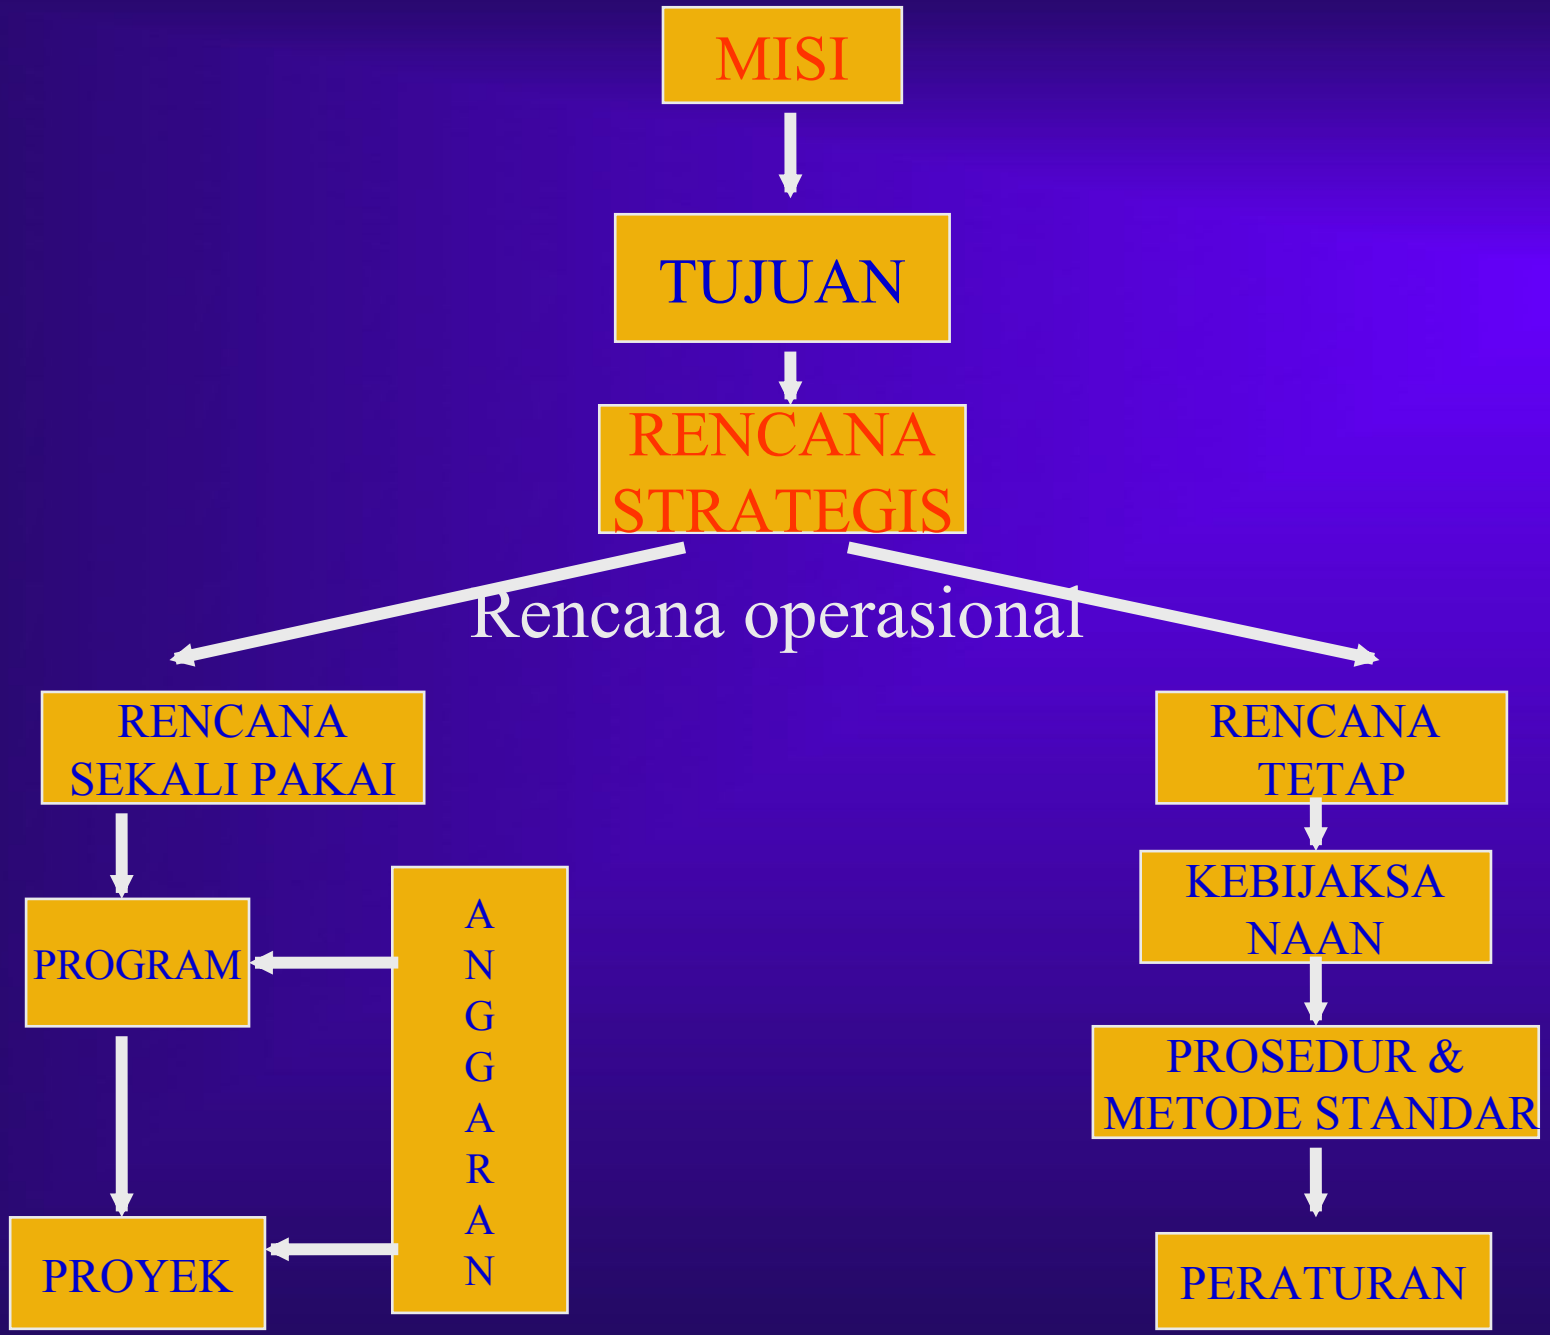 MISI
TUJUAN
RENCANA
STRATEGIS
Rencana operasional
RENCANA
SEKALI PAKAI
RENCANA
TETAP
PROGRAM
A
N
G
G
A
R
A
N
KEBIJAKSA
NAAN
PROSEDUR &
METODE STANDAR
PROYEK
PERATURAN